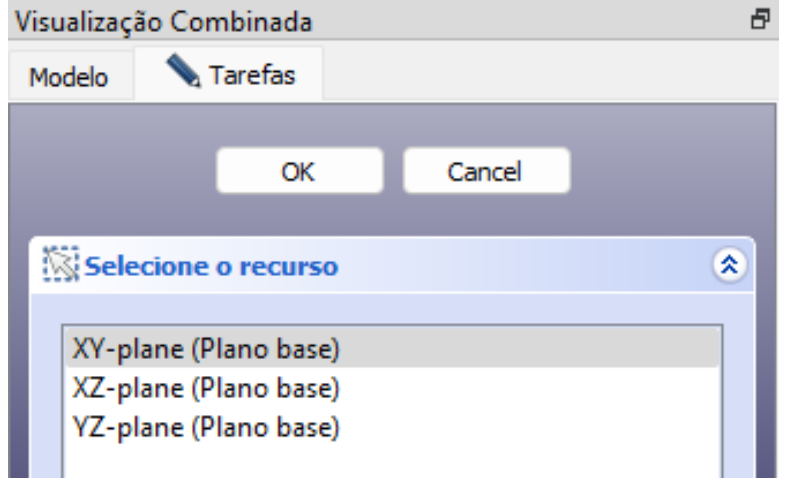 Visualização Combinada
Modelo
Tarefas
OK
Cancel
Selecione o recurso
XY-plane (Plano base)
XZ-plane (Plano base)
YZ-plane (Plano base)